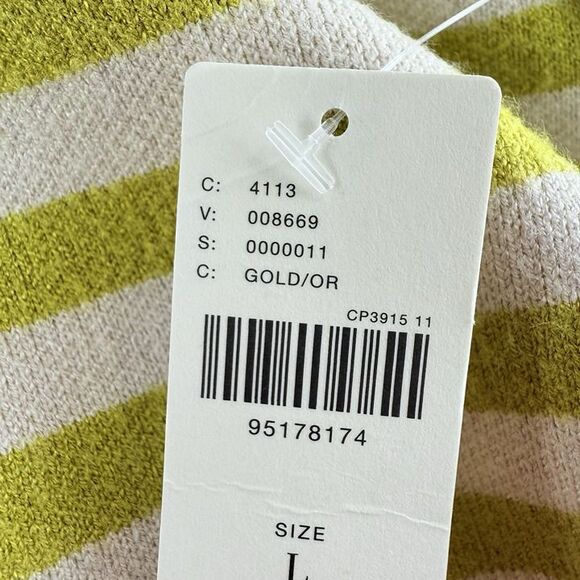 C: 4113
V: 008669
S: 0000011
C: GOLD/OR
CP3915 11
95178174
SIZE
L